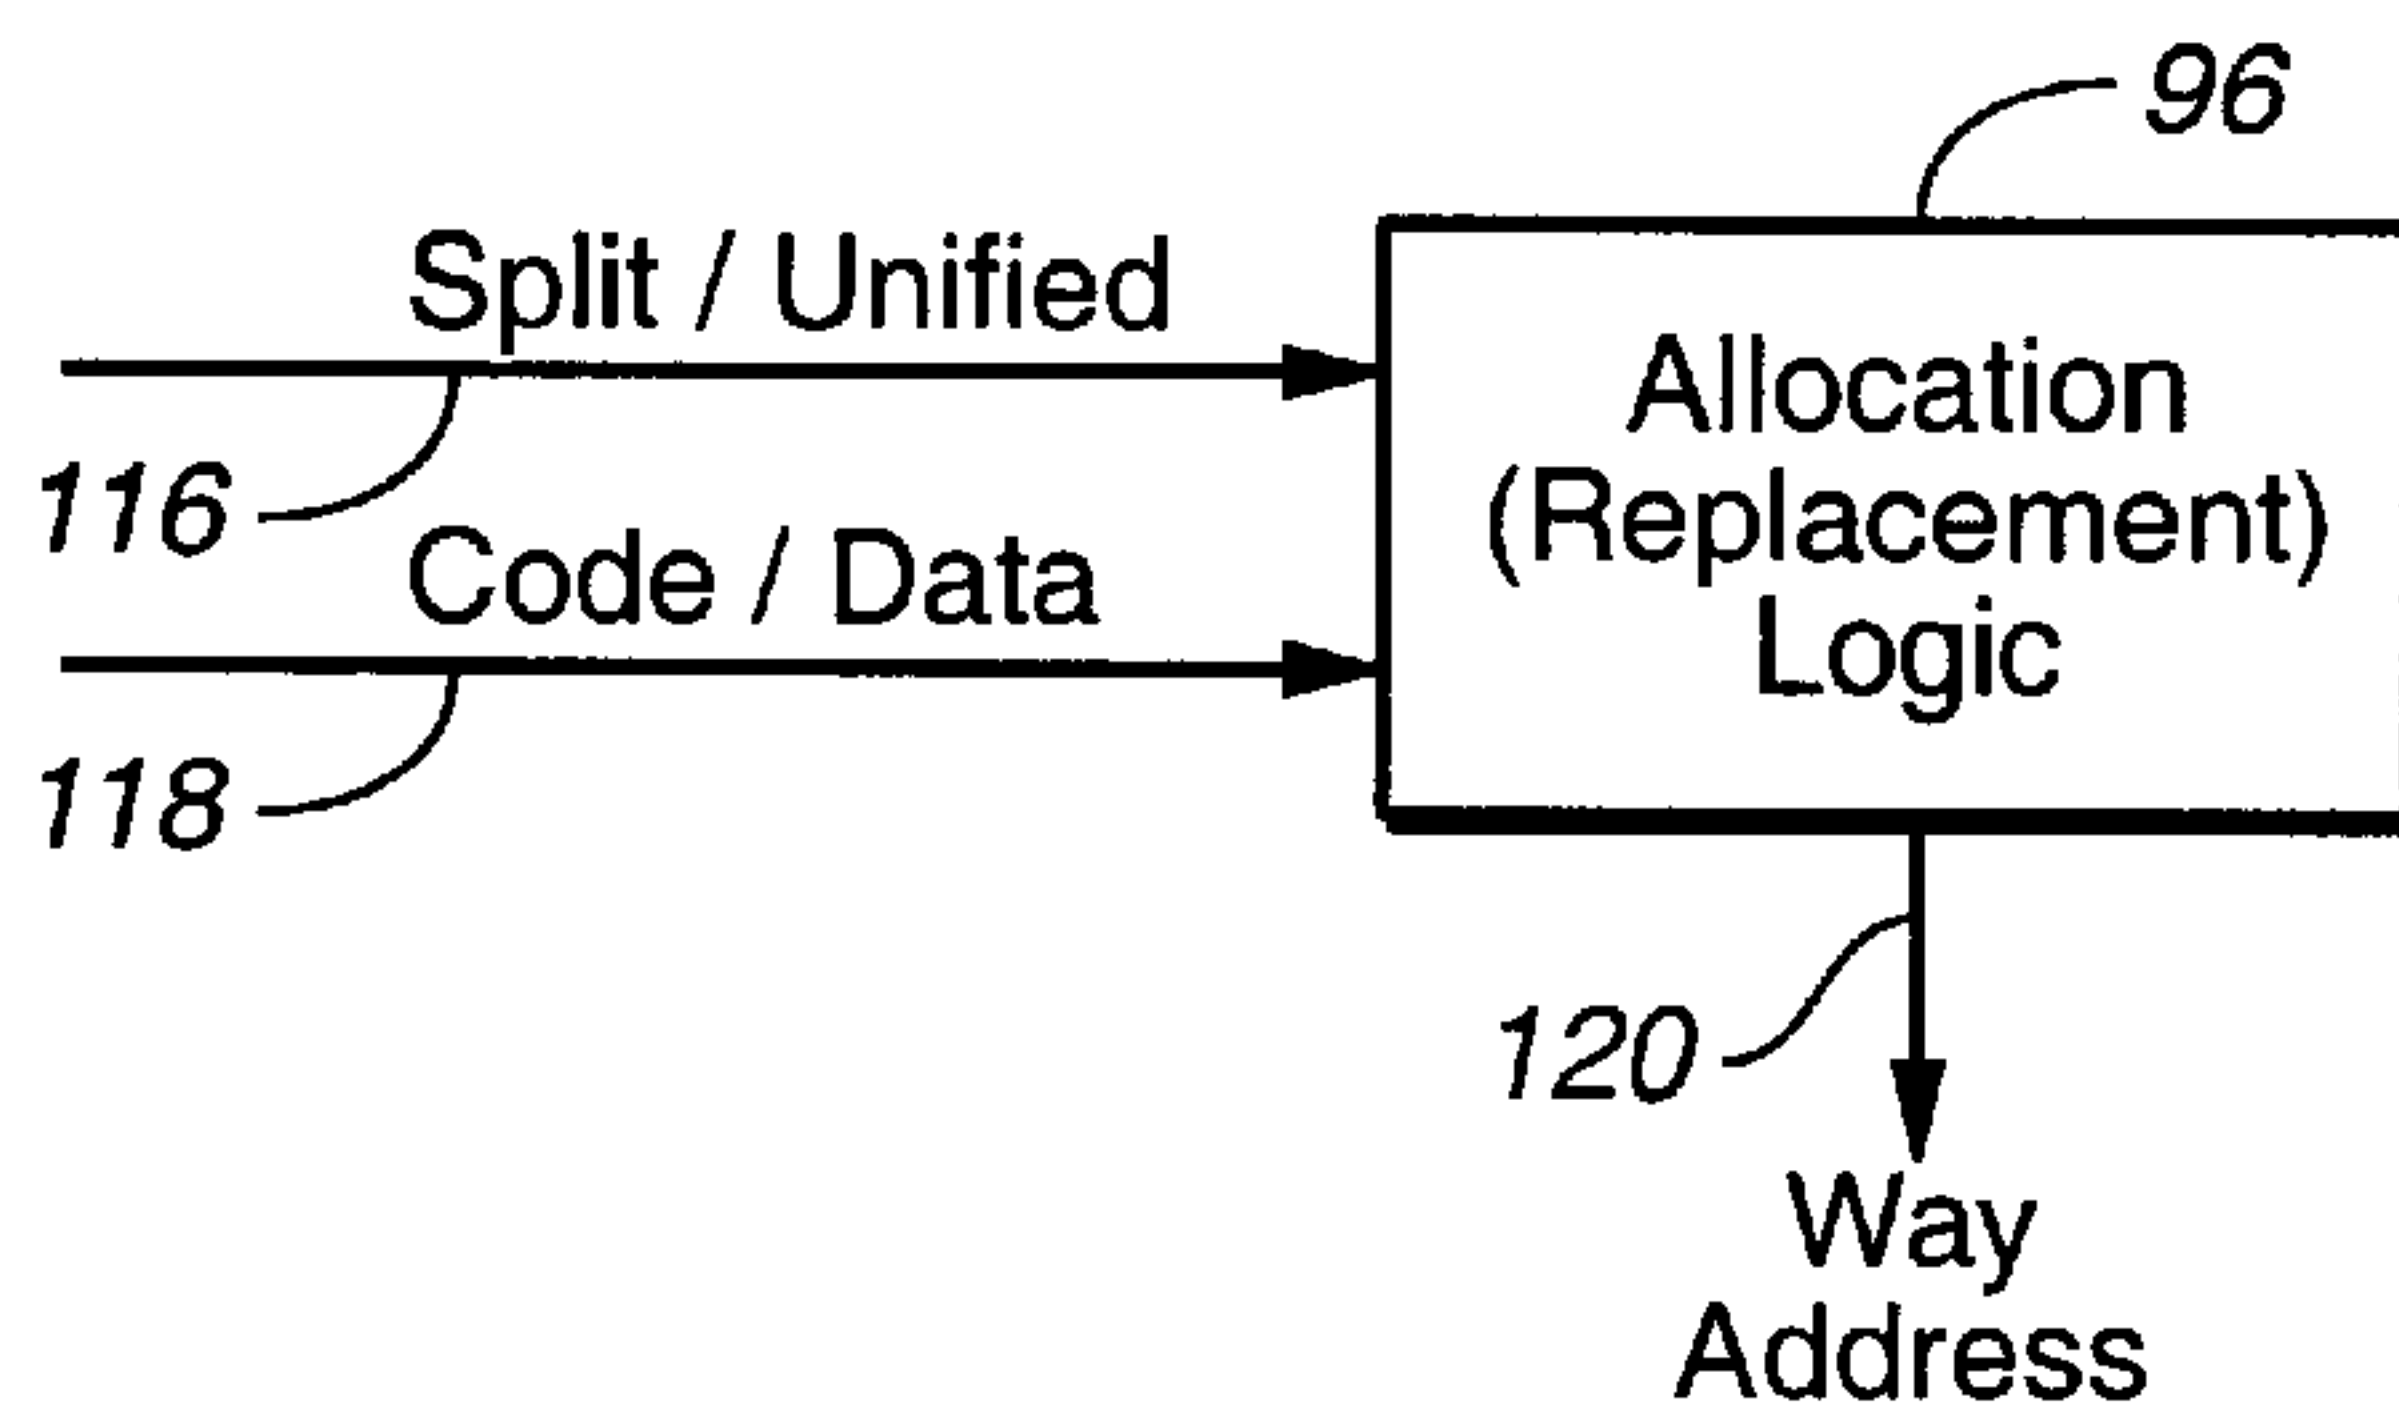 96
Split / Unified
Allocation
(Replacement)
Logic
116
Code / Data
118
120
Way
Address